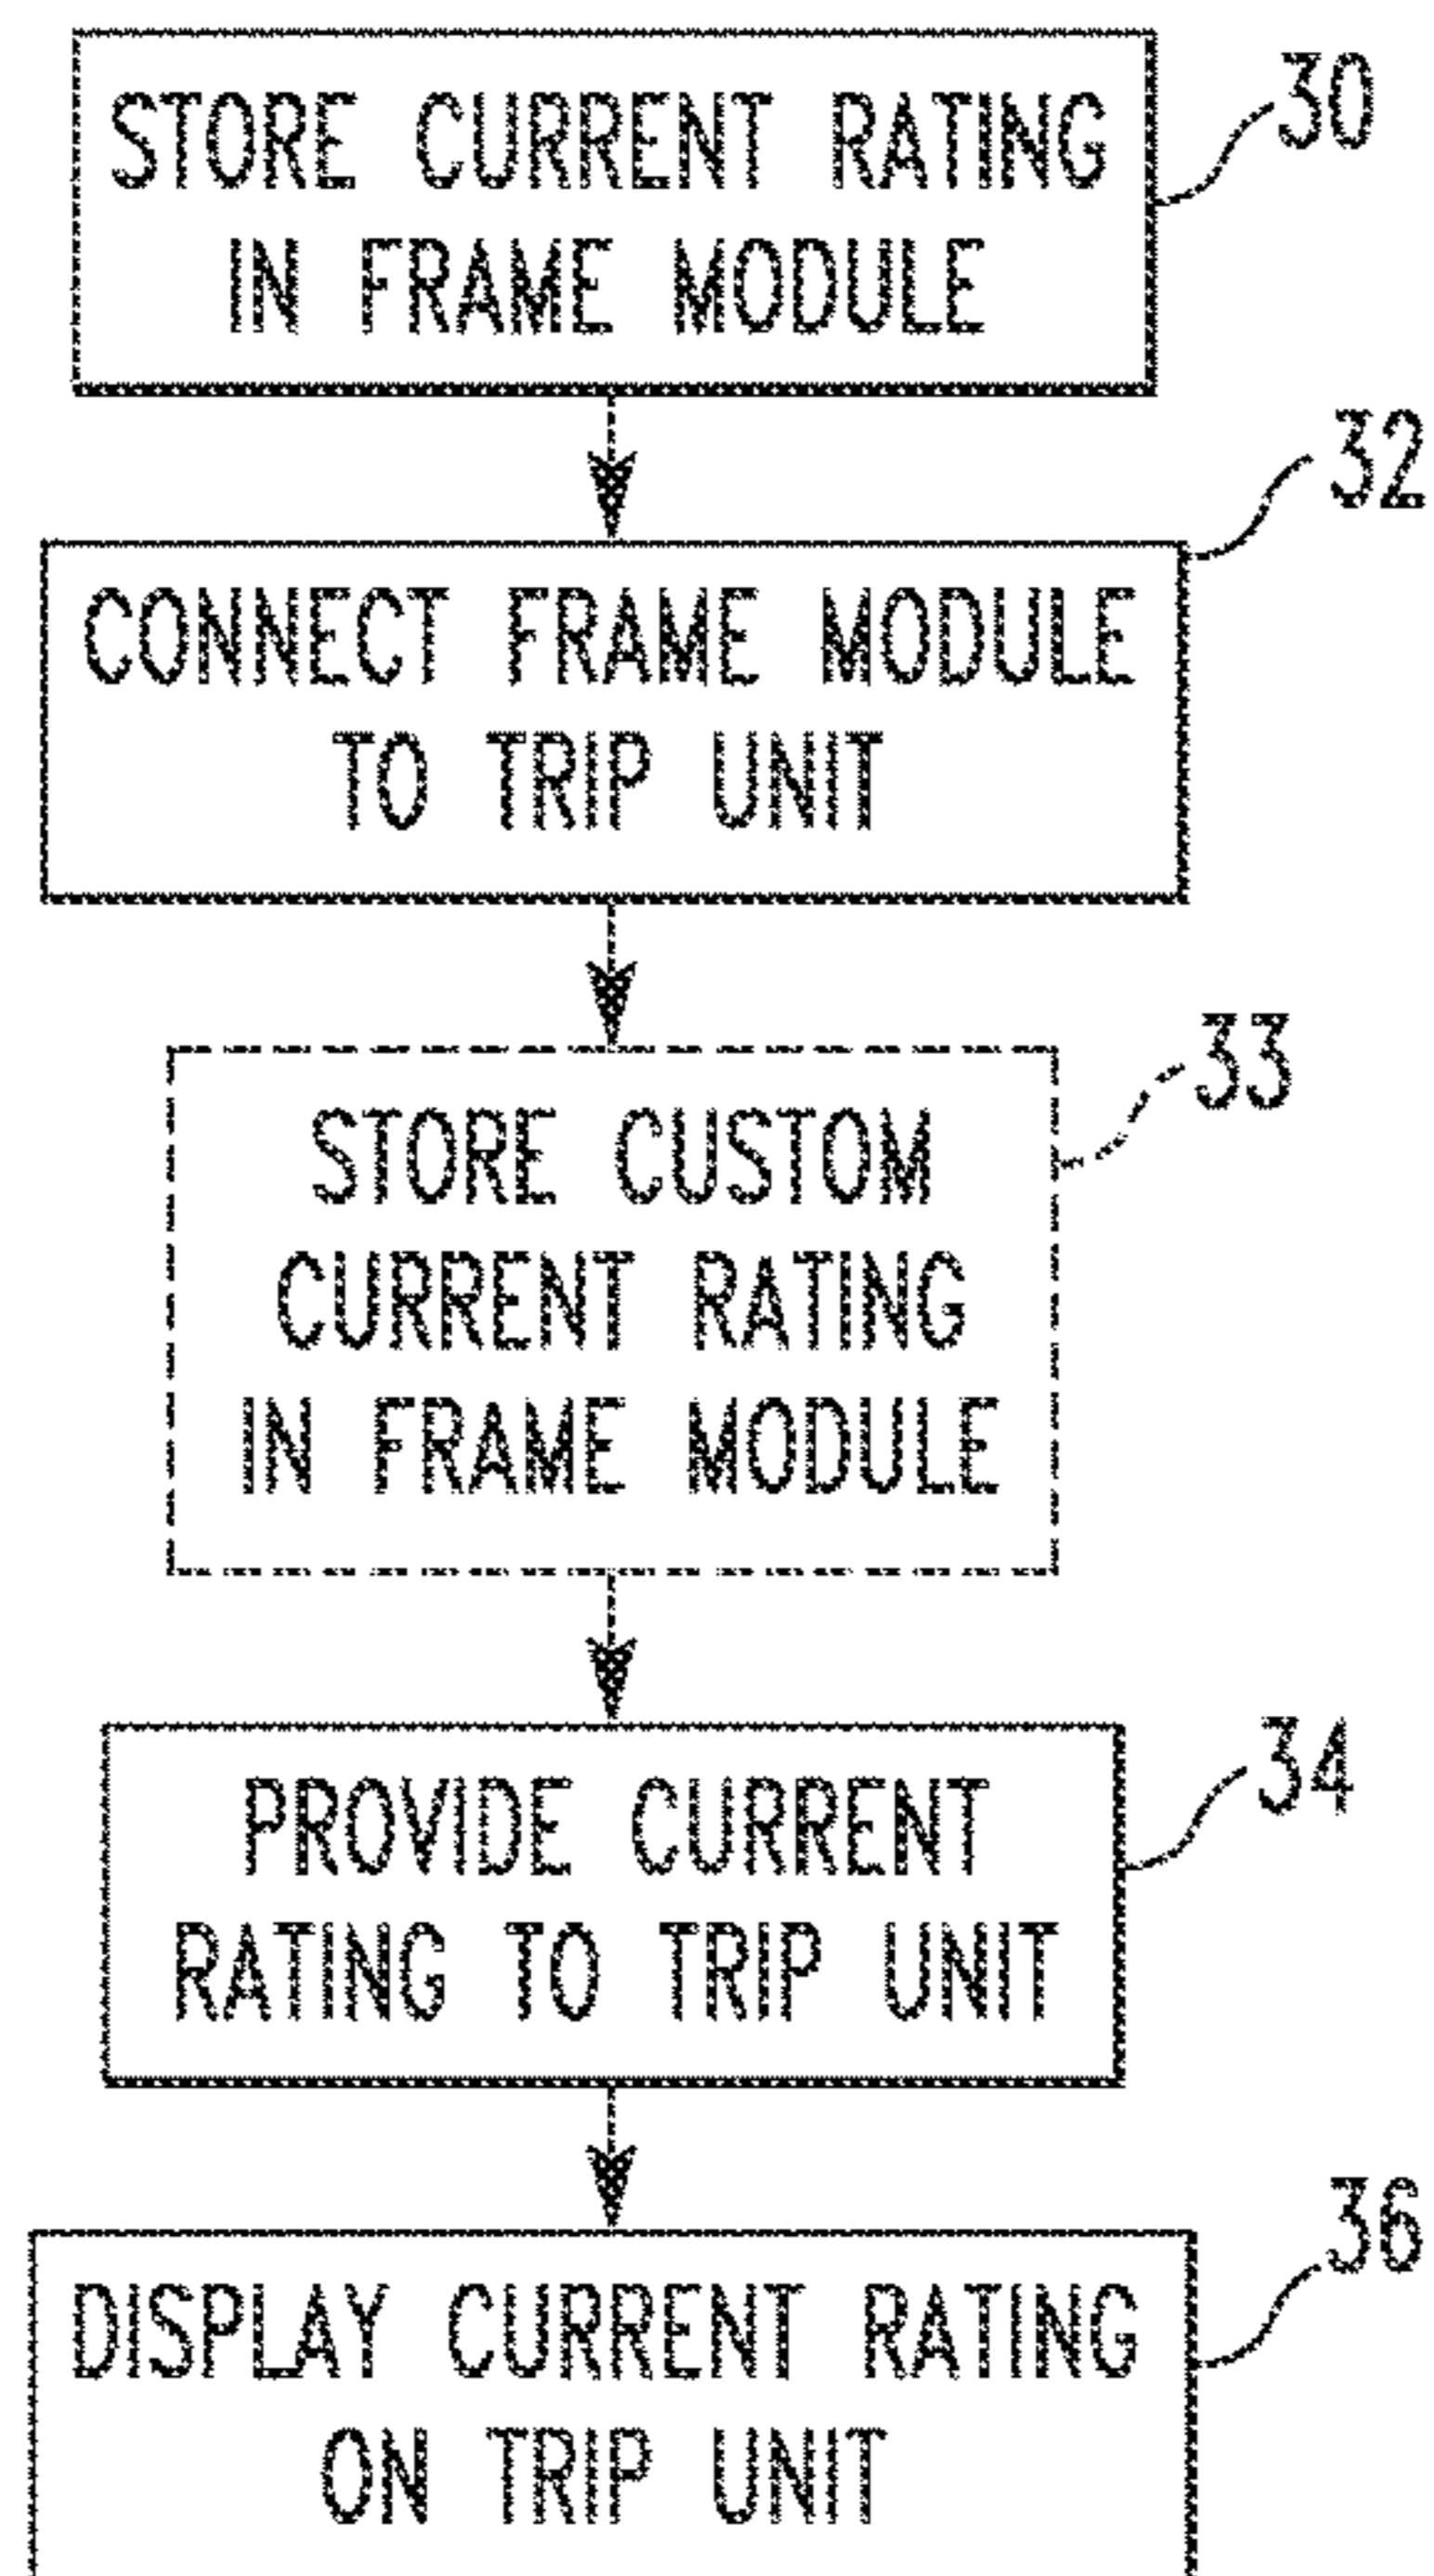 STORE CURRENT RATING
IN FRAME MODULE
30
CONNECT FRAME MODULE
TO TRIP UNIT
32
STORE CUSTOM
CURRENT RATING
IN FRAME MODULE
33
PROVIDE CURRENT
RATING TO TRIP UNIT
34
DISPLAY CURRENT RATING
ON TRIP UNIT
36